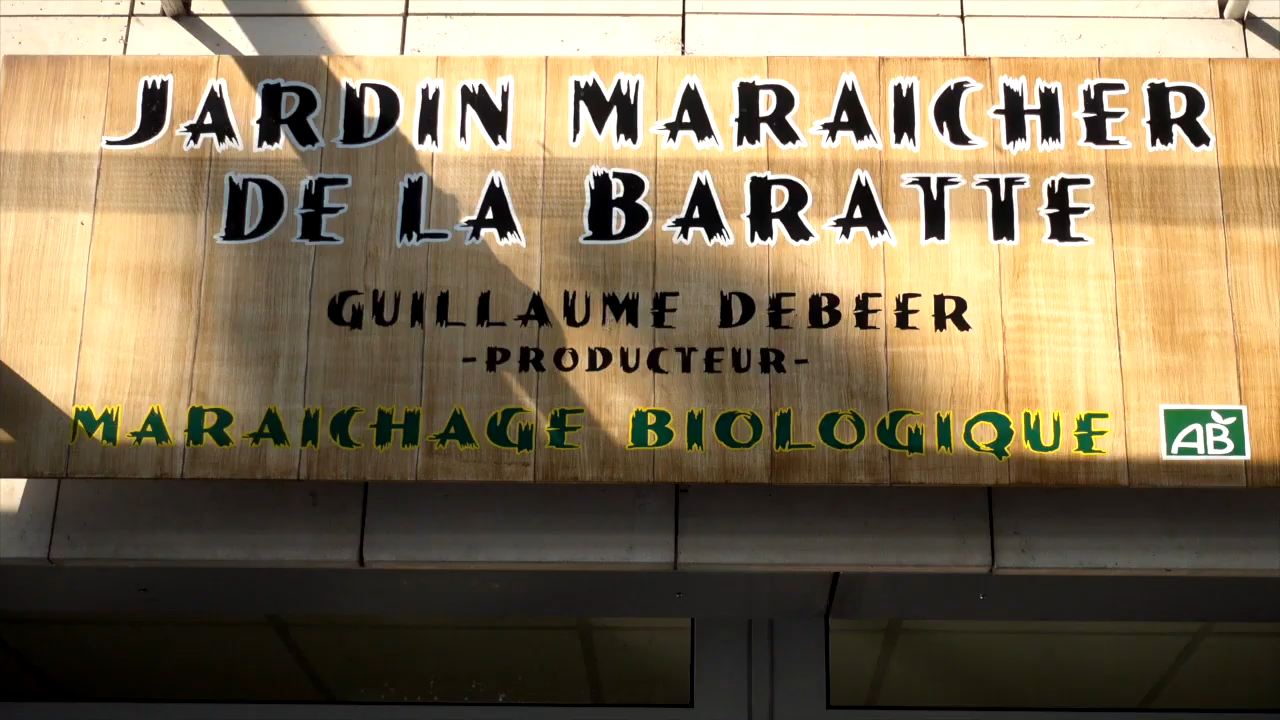 JARDIN MARAICHER
DE LA BARATTE
GUILLAUME DEBEER
-PRODUCTEUR-
MARAICHAGE BIOLOGIQUE
AB